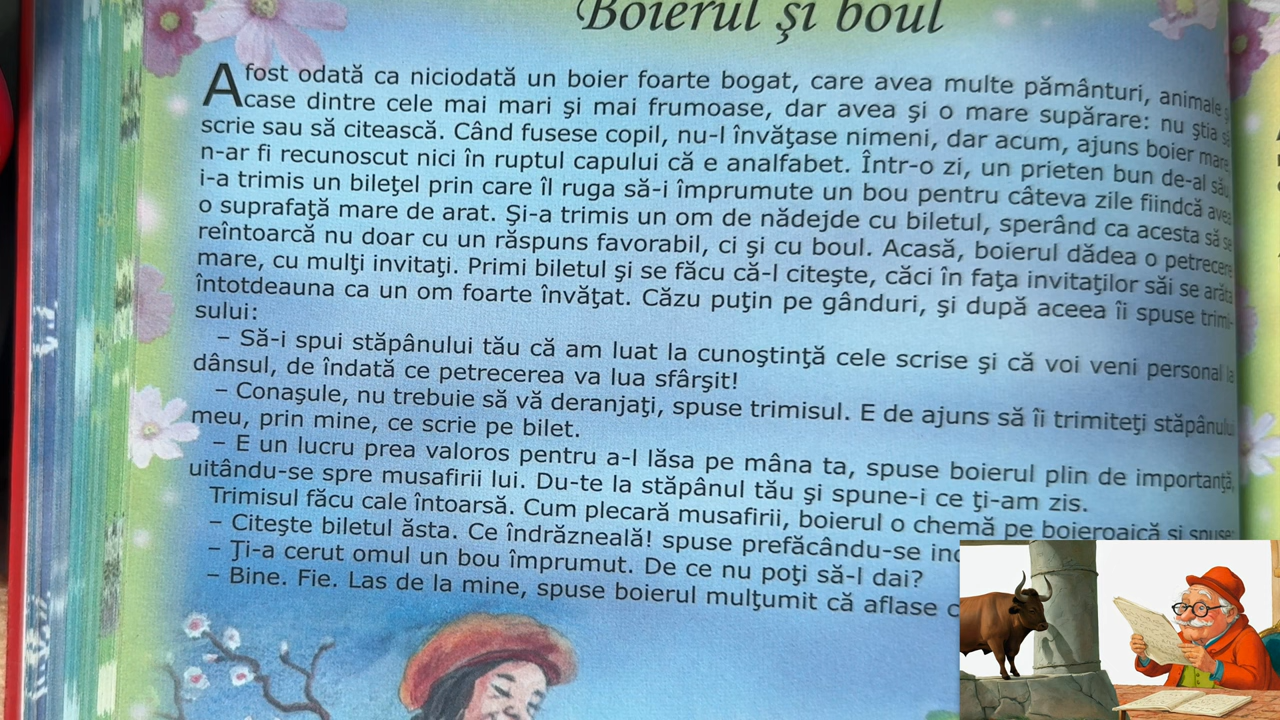 Boierul şi boul
A fost odată ca niciodată un boier foarte bogat, care avea multe pământuri, animale
case dintre cele mai mari şi mai frumoase, dar avea şi o mare supărare: nu ştia să
scrie sau să citească. Când fusese copil, nu-l învăţase nimeni, dar acum, ajuns boier mare,
n-ar fi recunoscut nici în ruptul capului că e analfabet. Într-o zi, un prieten bun de-al său,
i-a trimis un bileţel prin care îl ruga să-i împrumute un bou pentru câteva zile fiindcă avea
o suprafaţă mare de arat. Şi-a trimis un om de nădejde cu biletul, sperând ca acesta să se
reîntoarcă nu doar cu un răspuns favorabil, ci şi cu boul. Acasă, boierul dădea o petrecere
mare, cu mulţi invitaţi. Primi biletul şi se făcu că-l citeşte, căci în faţa invitaţilor săi se arăta
întotdeauna ca un om foarte învăţat. Căzu puţin pe gânduri, şi după aceea îi spuse trimi-
sului:
– Să-i spui stăpânului tău că am luat la cunoştinţă cele scrise şi că voi veni personal la
dânsul, de îndată ce petrecerea va lua sfârşit!
– Conaşule, nu trebuie să vă deranjaţi, spuse trimisul. E de ajuns să îi trimiteţi stăpânului
meu, prin mine, ce scrie pe bilet.
– E un lucru prea valoros pentru a-l lăsa pe mâna ta, spuse boierul plin de importanţă,
uitându-se spre musafirii lui. Du-te la stăpânul tău şi spune-i ce ţi-am zis.
Trimisul făcu cale întoarsă. Cum plecară musafirii, boierul o chemă pe boieroaică şi spuse:
– Citeşte biletul ăsta. Ce îndrăzneală! spuse prefăcându-se
– Ţi-a cerut omul un bou împrumut. De ce nu poţi să-l dai?
– Bine. Fie. Las de la mine, spuse boierul mulţumit că aflase